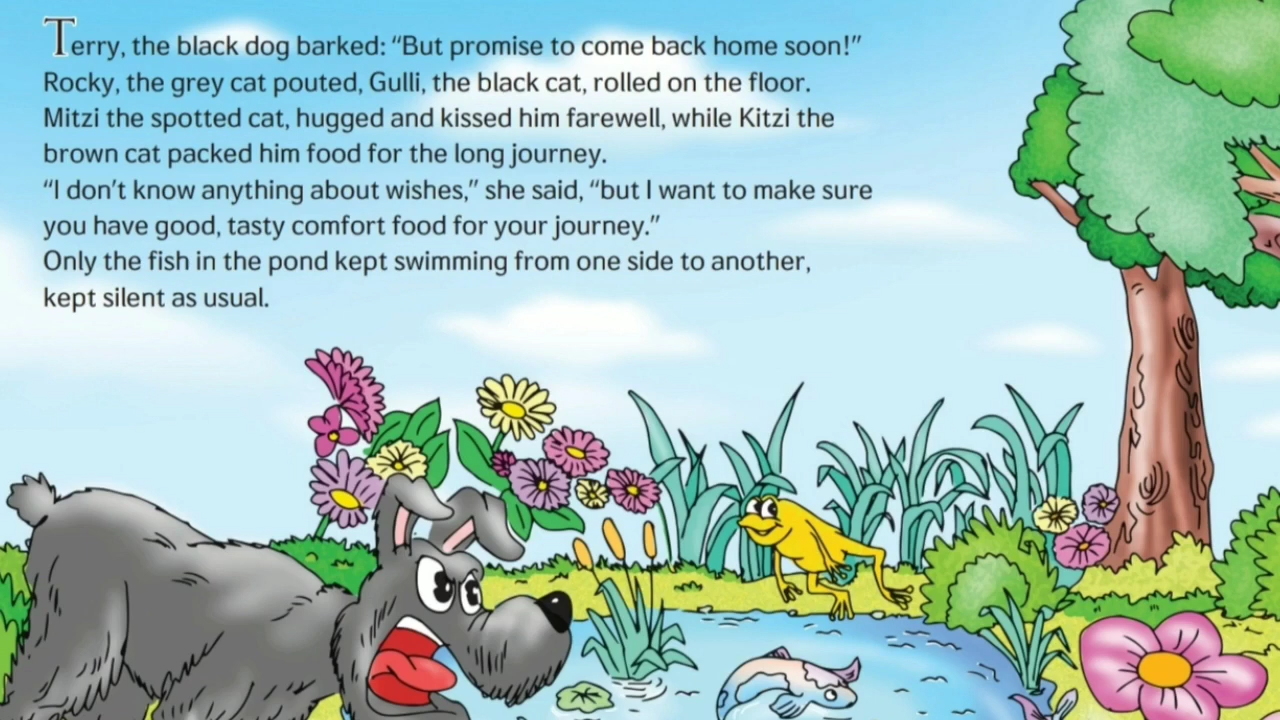 Terry, the black dog barked: “But promise to come back home soon!”
Rocky, the grey cat pouted, Gulli, the black cat, rolled on the floor.
Mitzi the spotted cat, hugged and kissed him farewell, while Kitzi the
brown cat packed him food for the long journey.
“I don’t know anything about wishes,” she said, “but I want to make sure
you have good, tasty comfort food for your journey.”
Only the fish in the pond kept swimming from one side to another,
kept silent as usual.